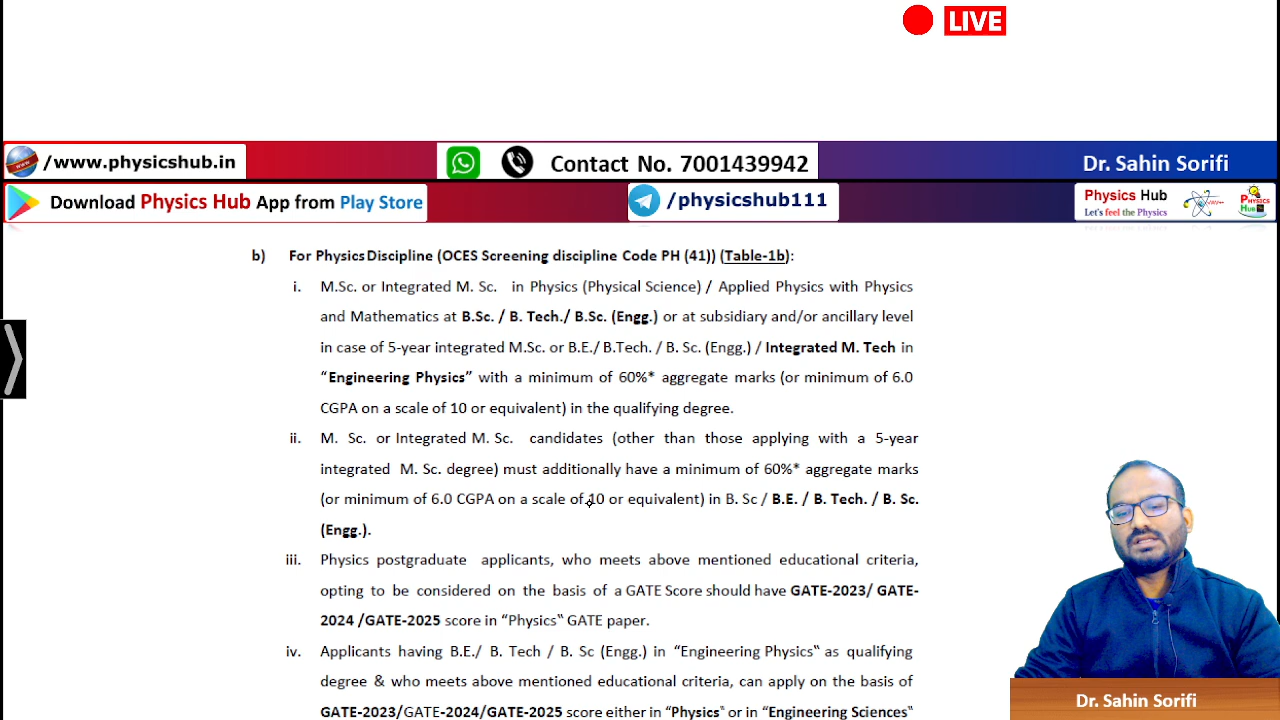 LIVE
/www.physicshub.in
Contact No. 7001439942
Dr. Sahin Sorifi
Download Physics Hub App from Play Store
/physicshub111
Physics Hub
Let's feel the Physics
PHYSICS
HUB
b) For Physics Discipline (OCES Screening discipline Code PH (41)) (Table-1b):
i. M.Sc. or Integrated M. Sc. in Physics (Physical Science) / Applied Physics with Physics
and Mathematics at B.Sc. / B. Tech./ B.Sc. (Engg.) or at subsidiary and/or ancillary level
in case of 5-year integrated M.Sc. or B.E./ B.Tech. / B. Sc. (Engg.) / Integrated M. Tech in
“Engineering Physics” with a minimum of 60%* aggregate marks (or minimum of 6.0
CGPA on a scale of 10 or equivalent) in the qualifying degree.
ii. M. Sc. or Integrated M. Sc. candidates (other than those applying with a 5-year
integrated M. Sc. degree) must additionally have a minimum of 60%* aggregate marks
(or minimum of 6.0 CGPA on a scale of 10 or equivalent) in B. Sc / B.E. / B. Tech. / B. Sc.
(Engg.).
iii. Physics postgraduate applicants, who meets above mentioned educational criteria,
opting to be considered on the basis of a GATE Score should have GATE-2023/ GATE-
2024 /GATE-2025 score in “Physics‟ GATE paper.
iv. Applicants having B.E./ B. Tech / B. Sc (Engg.) in “Engineering Physics‟ as qualifying
degree & who meets above mentioned educational criteria, can apply on the basis of
GATE-2023/GATE-2024/GATE-2025 score either in “Physics‟ or in “Engineering Sciences‟
Dr. Sahin Sorifi